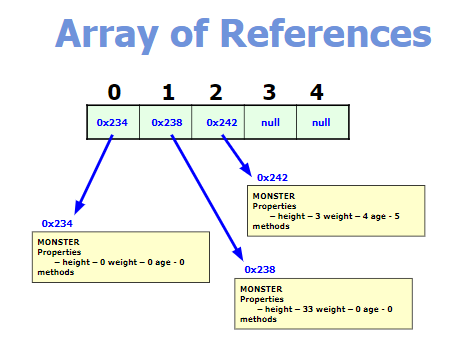 Array of References
0 1 2 3 4
0x234 0x238 0x242 null null
0x242
MONSTER
Properties
– height – 3 weight – 4 age - 5
methods
0x234
MONSTER
Properties
– height – 0 weight – 0 age - 0
methods
0x238
MONSTER
Properties
– height – 33 weight – 0 age - 0
methods